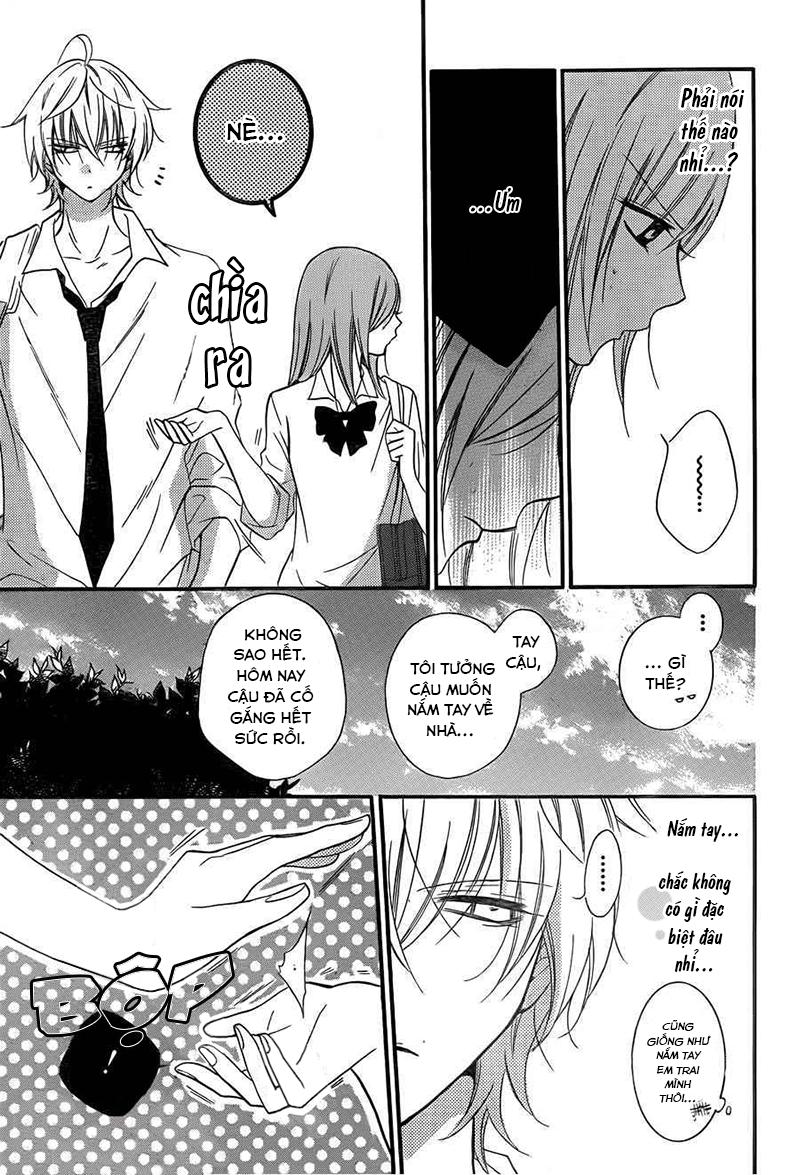 Phải nói
thế nào
nhỉ...?
...Ưm
NÈ...
chìa
ra
... GÌ
THẾ?
TAY
CẬU,
TÔI TƯỞNG
CẬU MUỐN
NẮM TAY VỀ
NHÀ...
KHÔNG
SAO HẾT.
HÔM NAY
CẬU ĐÃ CỐ
GẮNG HẾT
SỨC RỒI.
Nắm tay...
chắc không
có gì đặc
biệt đâu
nhỉ...
CŨNG
GIỐNG NHƯ
NẮM TAY
EM TRAI
MÌNH
THÔI...
BỘP
!